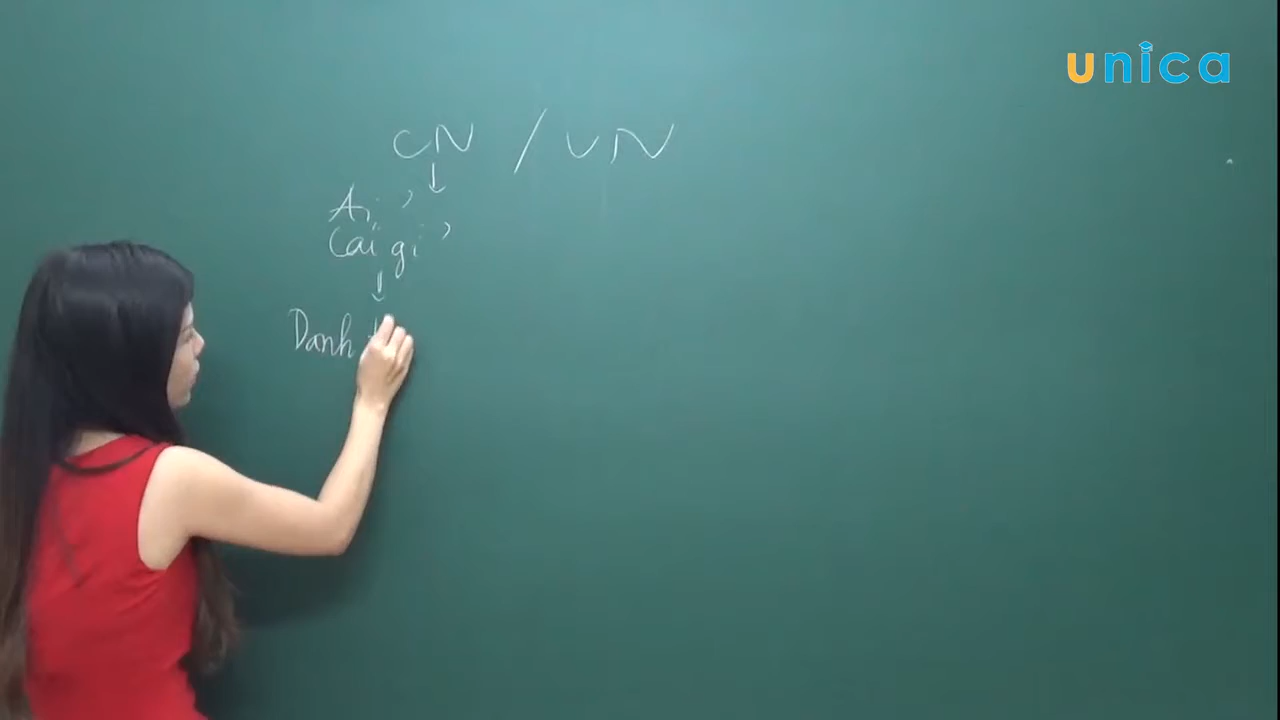 unica
CN / VN
Ai ?
Cái gì ?
Danh t